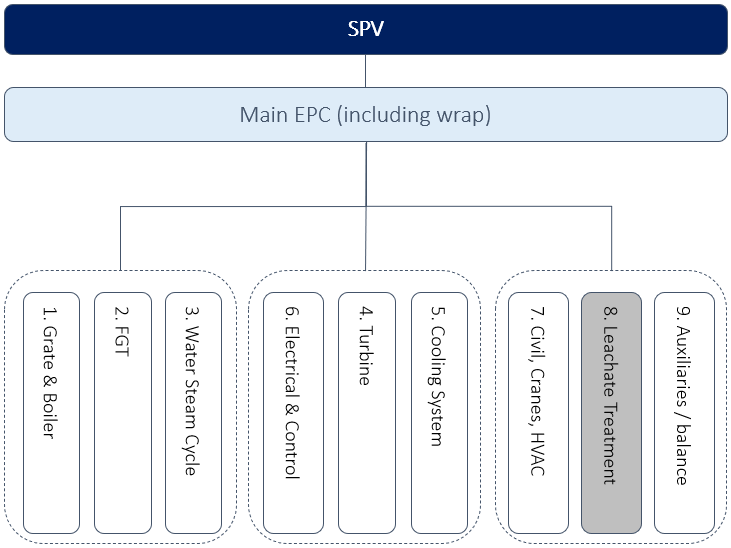 SPV
Main EPC (including wrap)
1. Grate & Boiler
2. FGT
3. Water Steam Cycle
6. Electrical & Control
4. Turbine
5. Cooling System
7. Civil, Cranes, HVAC
8. Leachate Treatment
9. Auxiliaries / balance